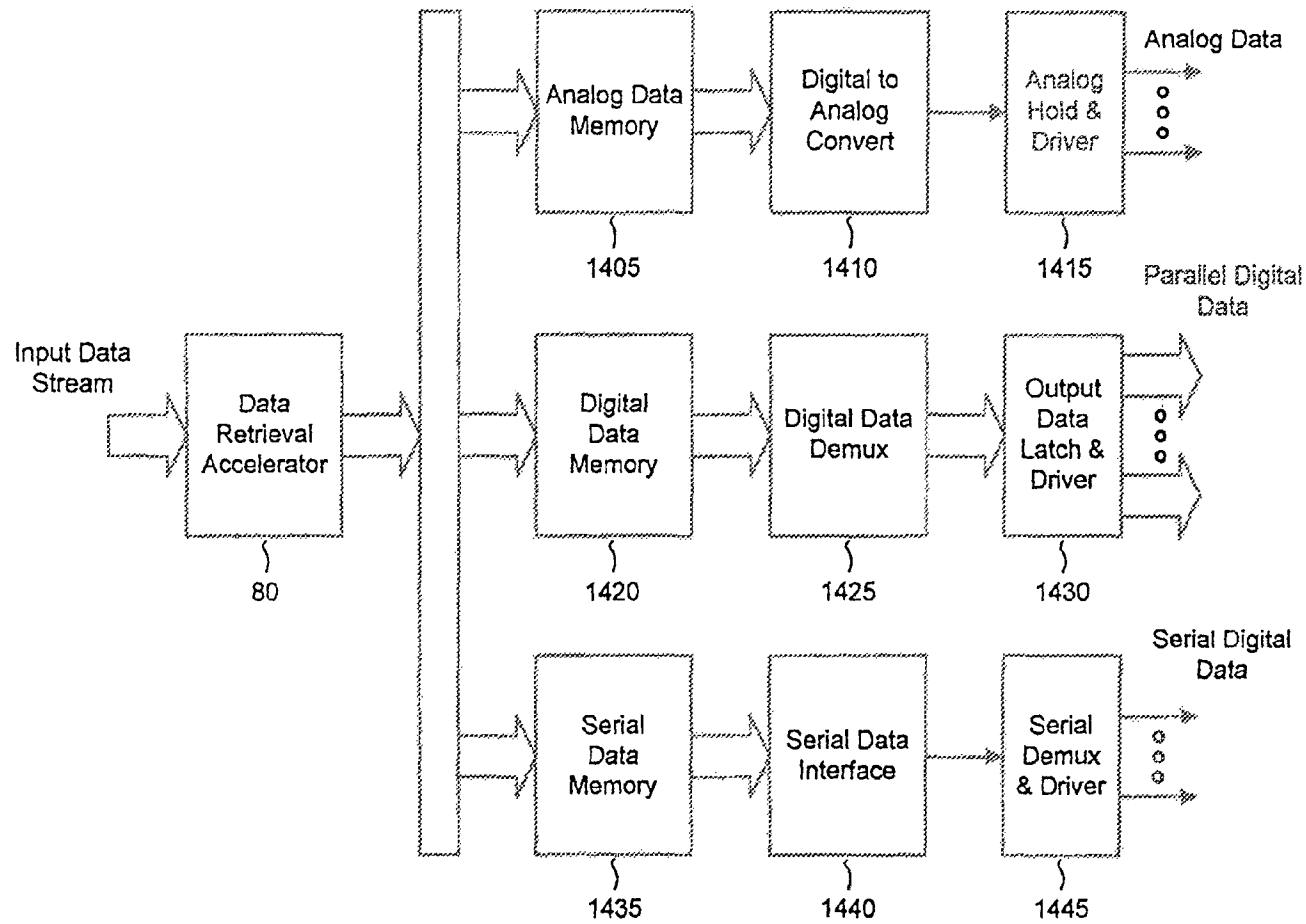 Analog Data
Analog Data
Memory
Digital to
Analog
Convert
Analog
Hold &
Driver
1405
1410
1415
Parallel Digital
Data
Input Data
Stream
Data
Retrieval
Accelerator
Digital
Data
Memory
Digital Data
Demux
Output
Data
Latch &
Driver
80
1420
1425
1430
Serial Digital
Data
Serial
Data
Memory
Serial Data
Interface
Serial
Demux
& Driver
1435
1440
1445